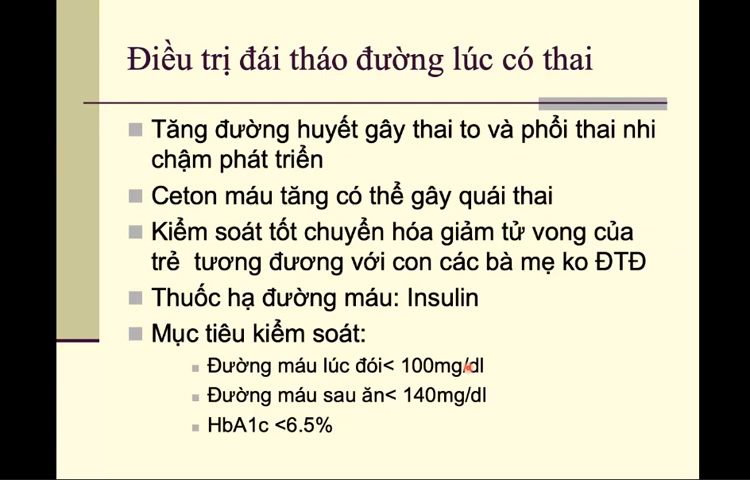 Điều trị đái tháo đường lúc có thai
Tăng đường huyết gây thai to và phổi thai nhi
chậm phát triển
Ceton máu tăng có thể gây quái thai
Kiểm soát tốt chuyển hóa giảm tử vong của
trẻ tương đương với con các bà mẹ ko ĐTĐ
Thuốc hạ đường máu: Insulin
Mục tiêu kiểm soát:
Đường máu lúc đói< 100mg/dl
Đường máu sau ăn< 140mg/dl
HbA1c <6.5%